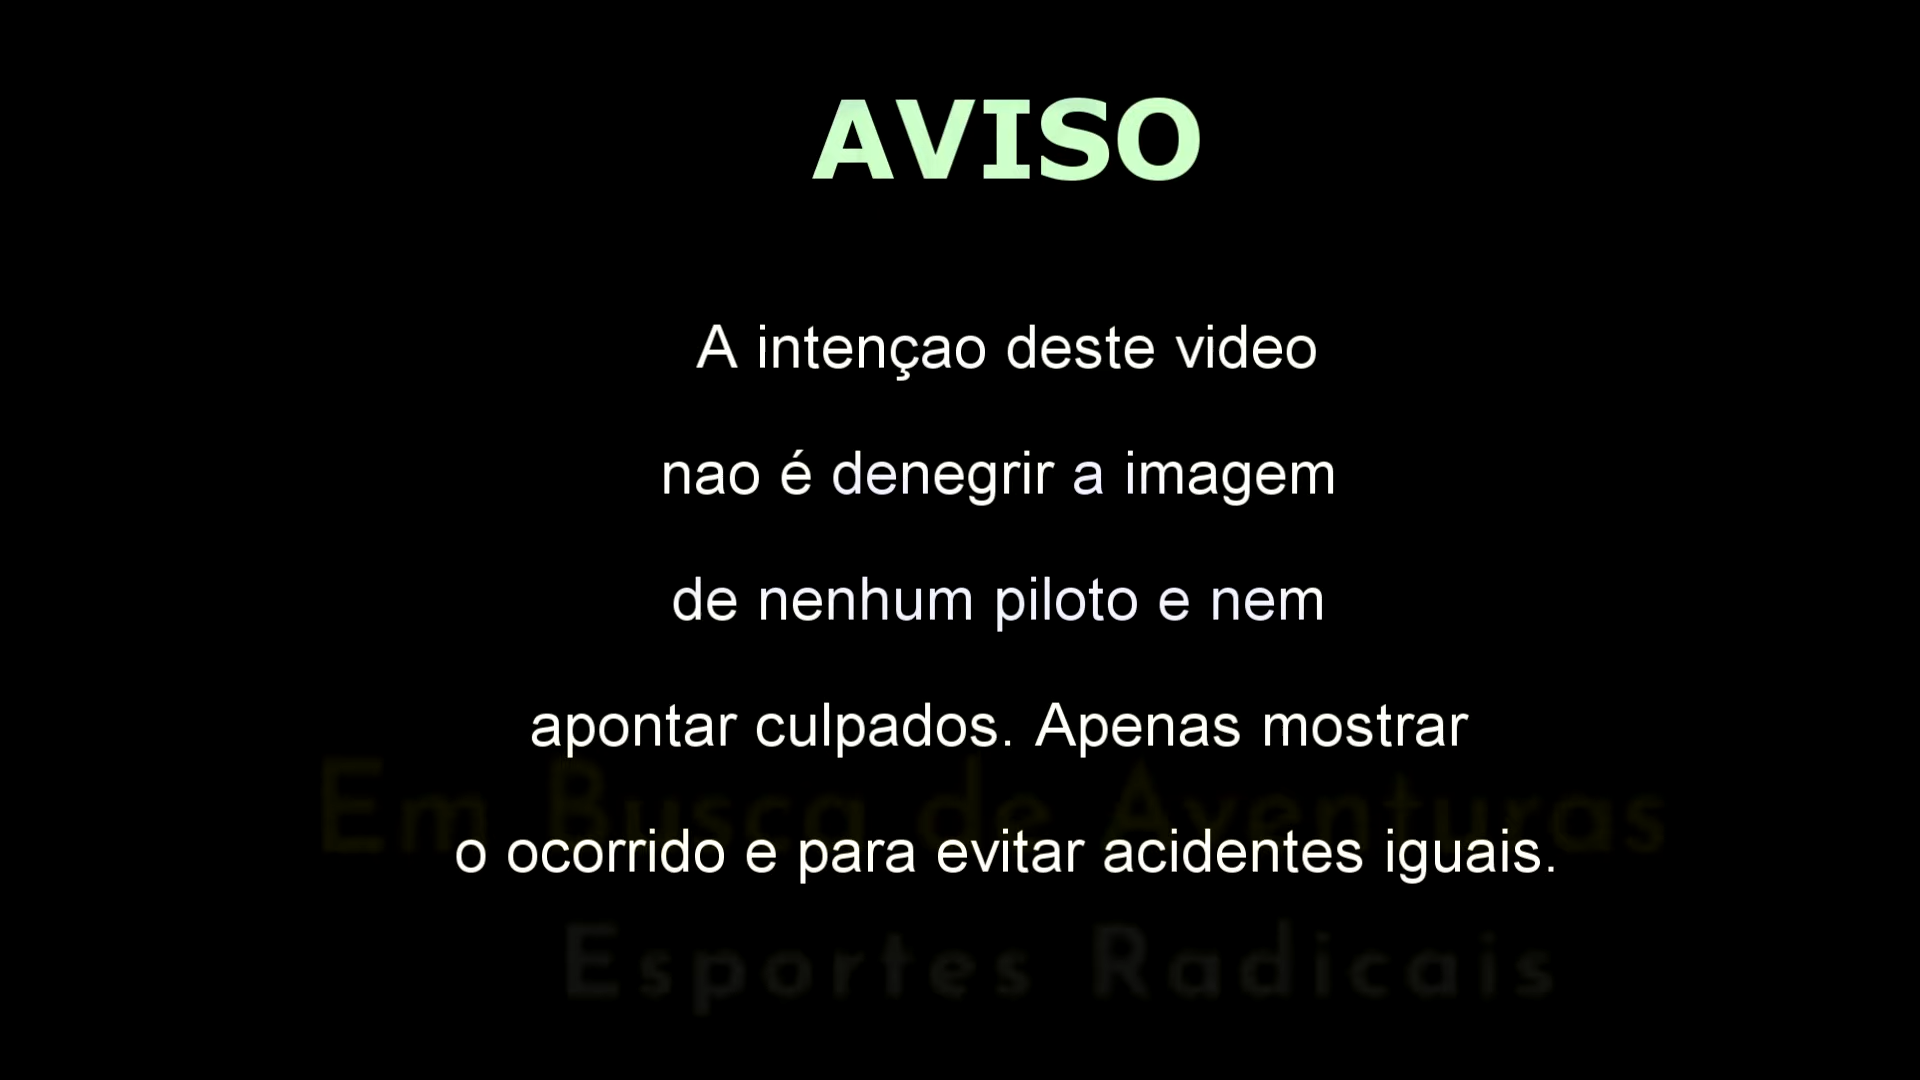 AVISO
A intençao deste video
nao é denegrir a imagem
de nenhum piloto e nem
apontar culpados. Apenas mostrar
Em Busca de Aventuras
o ocorrido e para evitar acidentes iguais.
Esportes Radicais